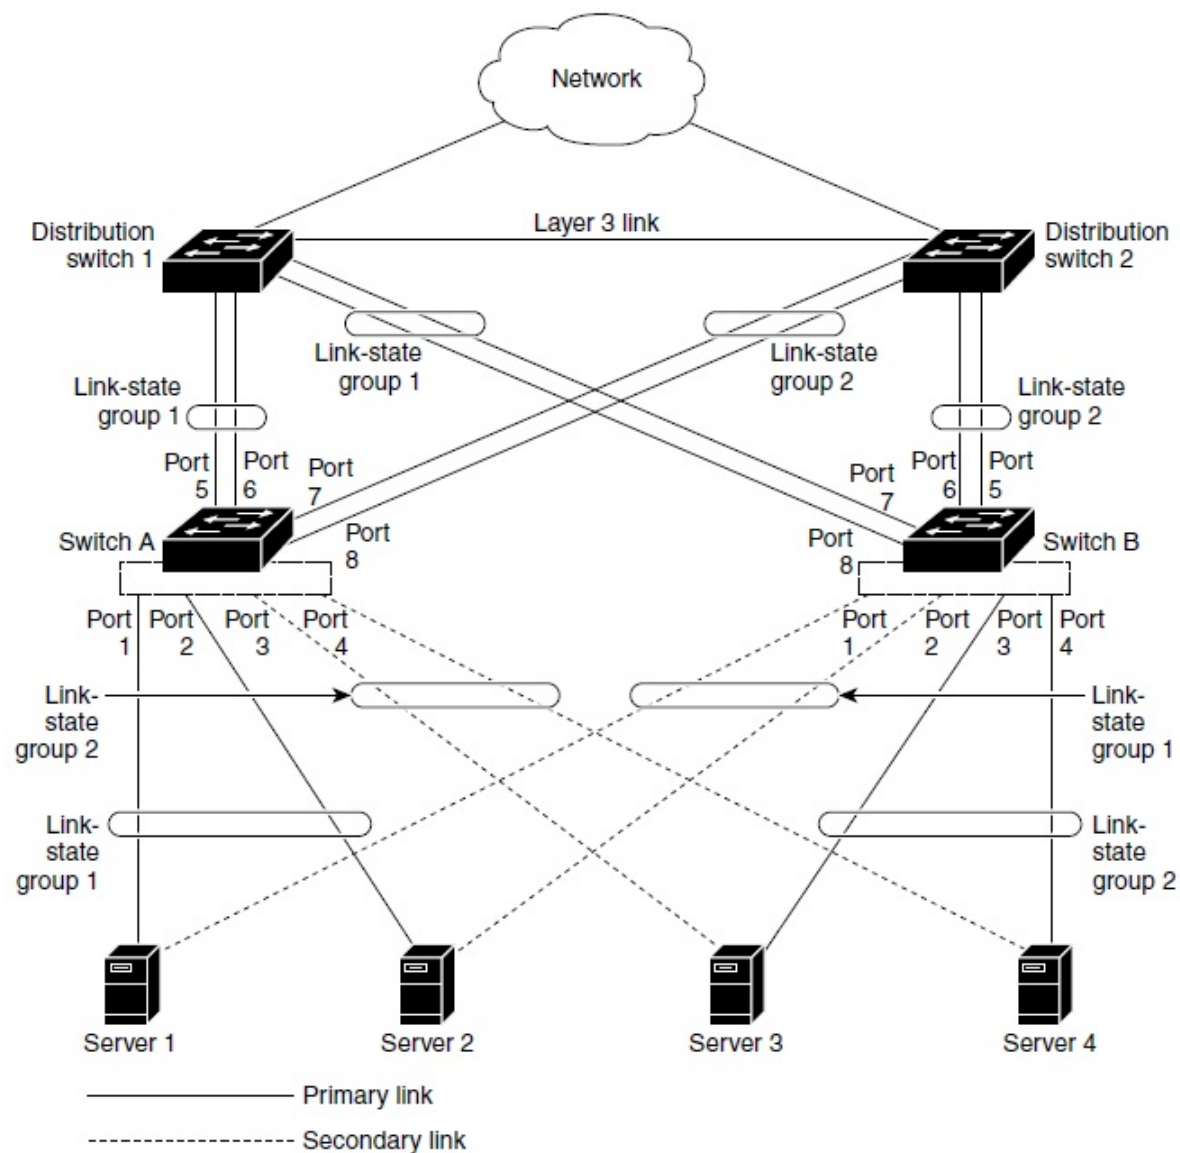 Network
Layer 3 link
Distribution
switch 1
Distribution
switch 2
Link-state
group 1
Link-state
group 2
Link-state
group 1
Link-state
group 2
Port
5
Port
6
Port
7
Port
8
Switch A
Port
7
Port
6
Port
5
Port
8
Switch B
Port
1
Port
2
Port
3
Port
4
Port
1
Port
2
Port
3
Port
4
Link-
state
group 2
Link-
state
group 1
Link-
state
group 1
Link-
state
group 2
Server 1
Server 2
Server 3
Server 4
Primary link
Secondary link